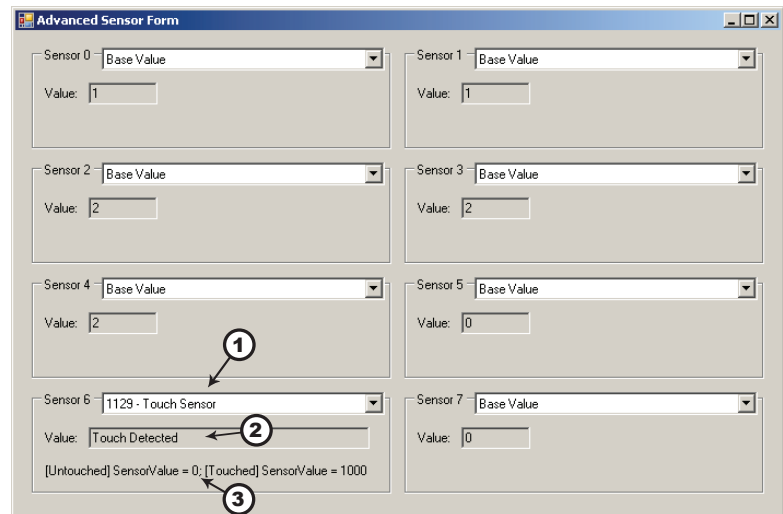 Advanced Sensor Form
Sensor 0 Base Value
Value: 1
Sensor 1 Base Value
Value: 1
Sensor 2 Base Value
Value: 2
Sensor 3 Base Value
Value: 2
Sensor 4 Base Value
Value: 2
Sensor 5 Base Value
Value: 0
1
Sensor 6 1129 - Touch Sensor
Value: Touch Detected
2
[Untouched] SensorValue = 0; [Touched] SensorValue = 1000
3
Sensor 7 Base Value
Value: 0